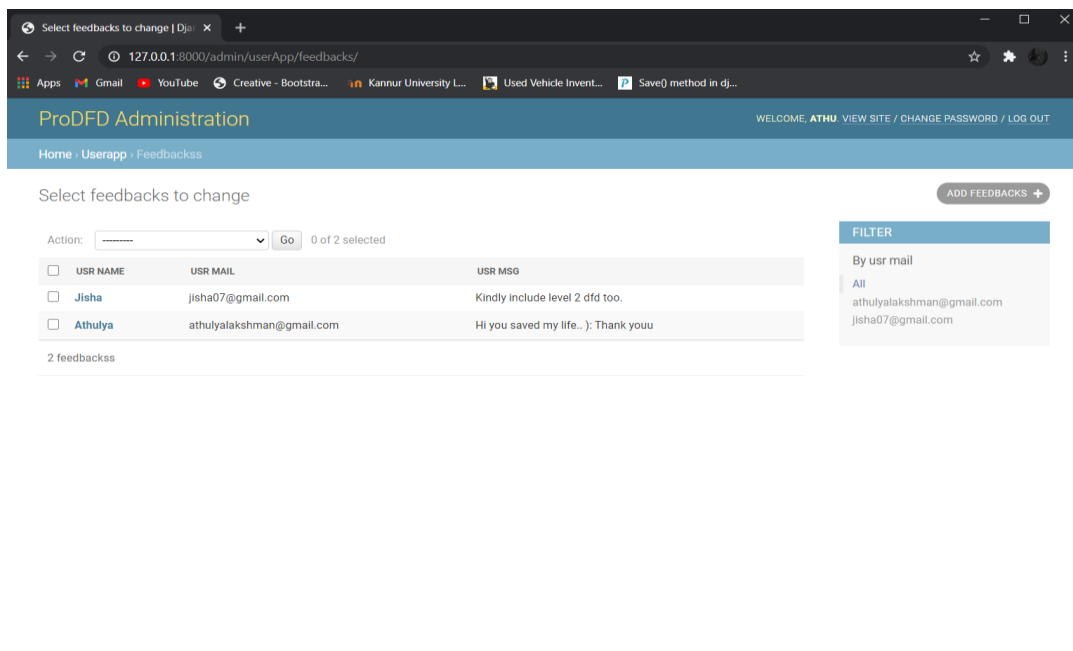 Select feedbacks to change | Djan
127.0.0.1:8000/admin/userApp/feedbacks/
Apps Gmail YouTube Creative - Bootstra... Kannur University L... Used Vehicle Invent... Save() method in dj...
ProDFD Administration WELCOME, ATHU. VIEW SITE / CHANGE PASSWORD / LOG OUT
Home › Userapp › Feedbackss
Select feedbacks to change ADD FEEDBACKS +
Action: --------- Go 0 of 2 selected
USR NAME USR MAIL USR MSG
Jisha jisha07@gmail.com Kindly include level 2 dfd too.
Athulya athulyalakshman@gmail.com Hi you saved my life.. ): Thank youu
2 feedbackss
FILTER
By usr mail
All
athulyalakshman@gmail.com
jisha07@gmail.com